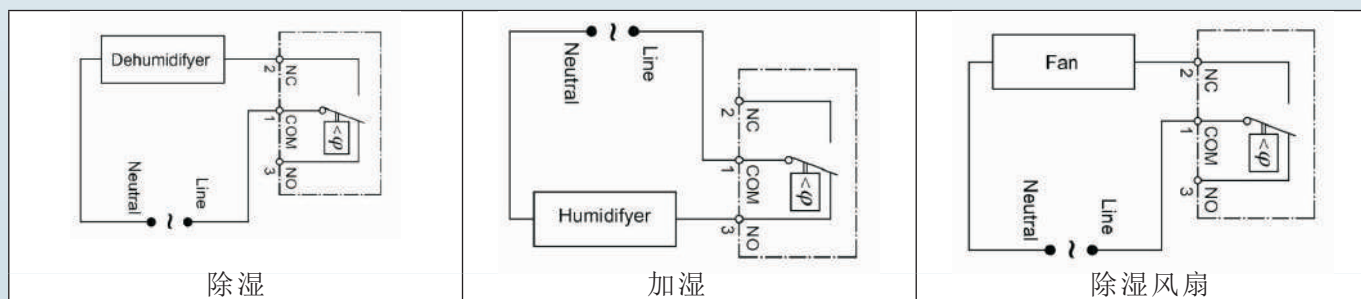 Dehumidifyer
2
NC
1
COM
<φ
3
NO
Neutral
~
Line
除湿
Neutral
~
Line
2
NC
1
COM
<φ
Humidifyer
3
NO
加湿
Fan
2
NC
1
COM
<φ
3
NO
Neutral
~
Line
除湿风扇